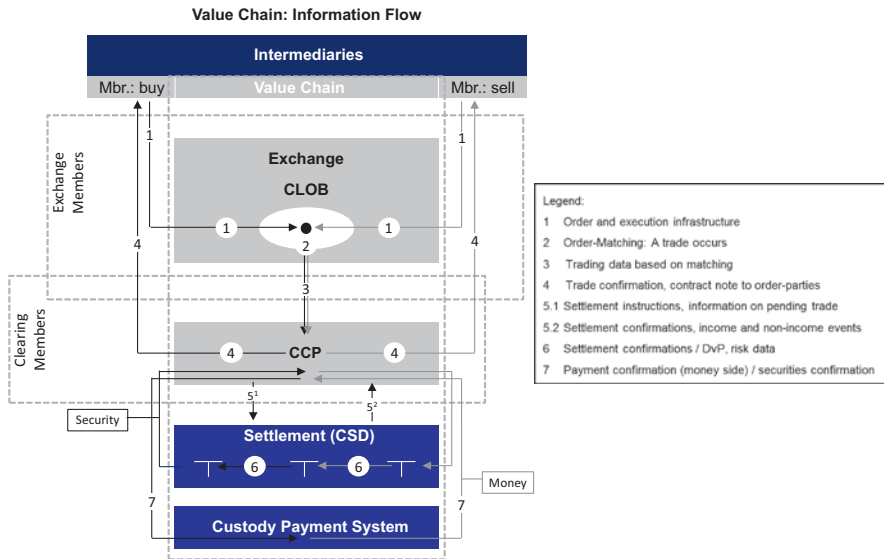 Value Chain: Information Flow
Intermediaries
Mbr.: buy
Value Chain
Mbr.: sell
1
1
Exchange Members
Exchange
CLOB
1
1
2
4
4
3
Clearing Members
4
CCP
4
5¹
5²
Security
Settlement (CSD)
6
6
7
7
Money
Custody Payment System
Legend:
1 Order and execution infrastructure
2 Order-Matching: A trade occurs
3 Trading data based on matching
4 Trade confirmation, contract note to order-parties
5.1 Settlement instructions, information on pending trade
5.2 Settlement confirmations, income and non-income events
6 Settlement confirmations / DvP, risk data
7 Payment confirmation (money side) / securities confirmation